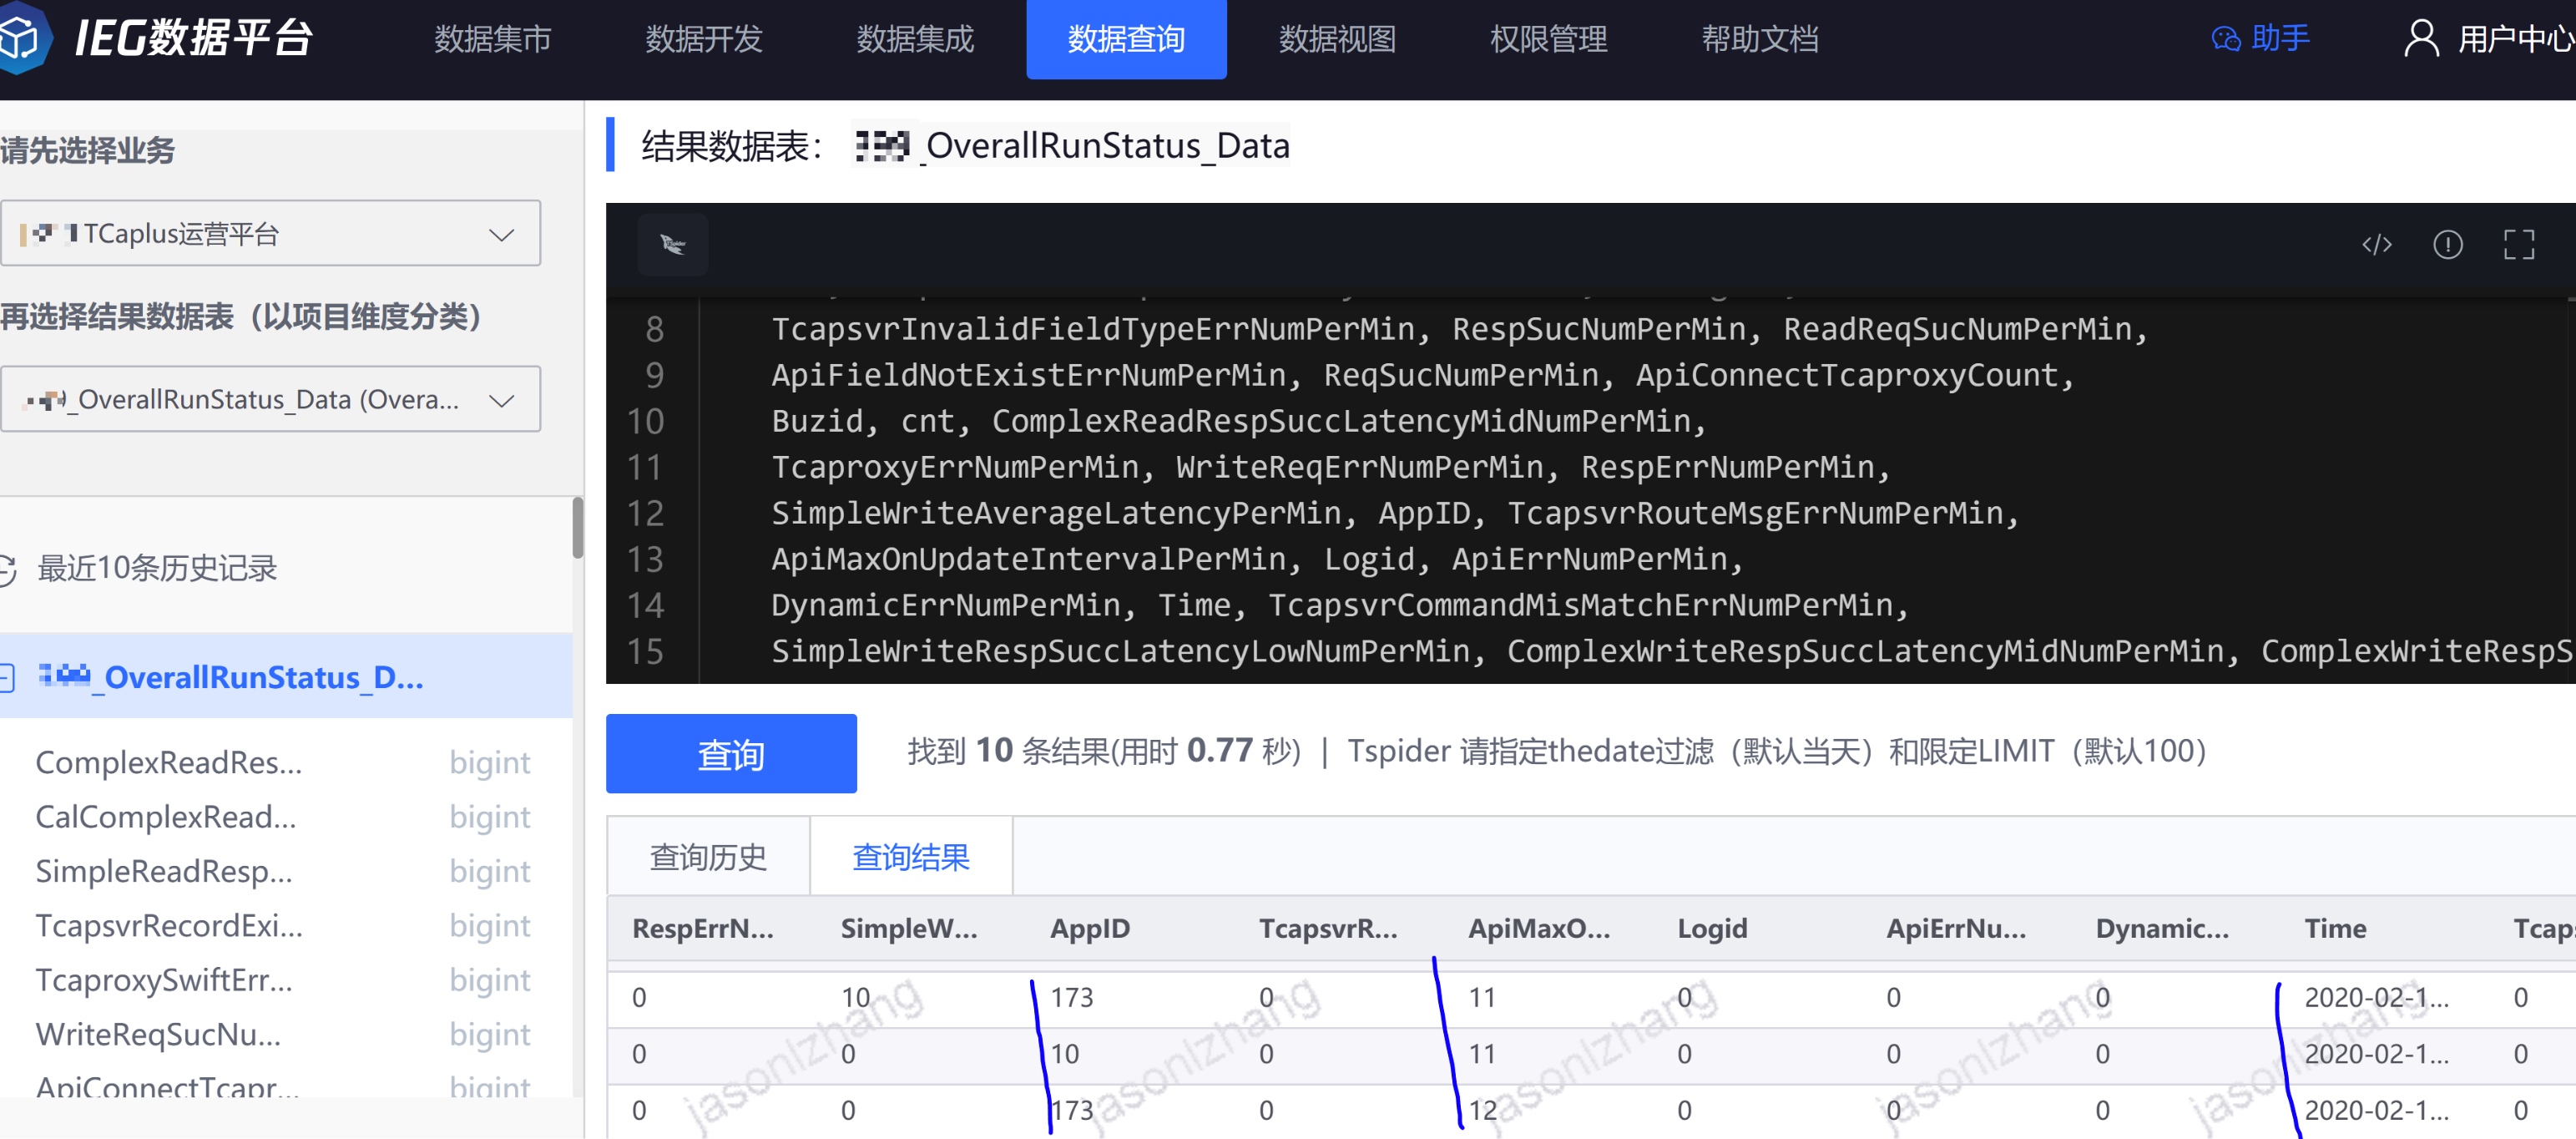 IEG数据平台
数据集市 数据开发 数据集成 数据查询 数据视图 权限管理 帮助文档 助手 用户中心
请先选择业务
TCaplus运营平台
再选择结果数据表（以项目维度分类）
_OverallRunStatus_Data (Overa...
最近10条历史记录
_OverallRunStatus_D...
ComplexReadRes... bigint
CalComplexRead... bigint
SimpleReadResp... bigint
TcapsvrRecordExi... bigint
TcaproxySwiftErr... bigint
WriteReqSucNu... bigint
ApiConnectTcapr... bigint
结果数据表： _OverallRunStatus_Data
8 TcapsvrInvalidFieldTypeErrNumPerMin, RespSucNumPerMin, ReadReqSucNumPerMin,
9 ApiFieldNotExistErrNumPerMin, ReqSucNumPerMin, ApiConnectTcaproxyCount,
10 Buzid, cnt, ComplexReadRespSuccLatencyMidNumPerMin,
11 TcaproxyErrNumPerMin, WriteReqErrNumPerMin, RespErrNumPerMin,
12 SimpleWriteAverageLatencyPerMin, AppID, TcapsvrRouteMsgErrNumPerMin,
13 ApiMaxOnUpdateIntervalPerMin, Logid, ApiErrNumPerMin,
14 DynamicErrNumPerMin, Time, TcapsvrCommandMisMatchErrNumPerMin,
15 SimpleWriteRespSuccLatencyLowNumPerMin, ComplexWriteRespSuccLatencyMidNumPerMin, ComplexWriteRespS
查询 找到 10 条结果(用时 0.77 秒) | Tspider 请指定thedate过滤（默认当天）和限定LIMIT（默认100）
查询历史 查询结果
RespErrN... SimpleW... AppID TcapsvrR... ApiMaxO... Logid ApiErrNu... Dynamic... Time Tcap
0 10 173 0 11 0 0 0 2020-02-1... 0
0 0 10 0 11 0 0 0 2020-02-1... 0
0 0 173 0 12 0 0 0 2020-02-1... 0
jasonlzhang jasonlzhang jasonlzhang jasonlzhang jasonlzhang